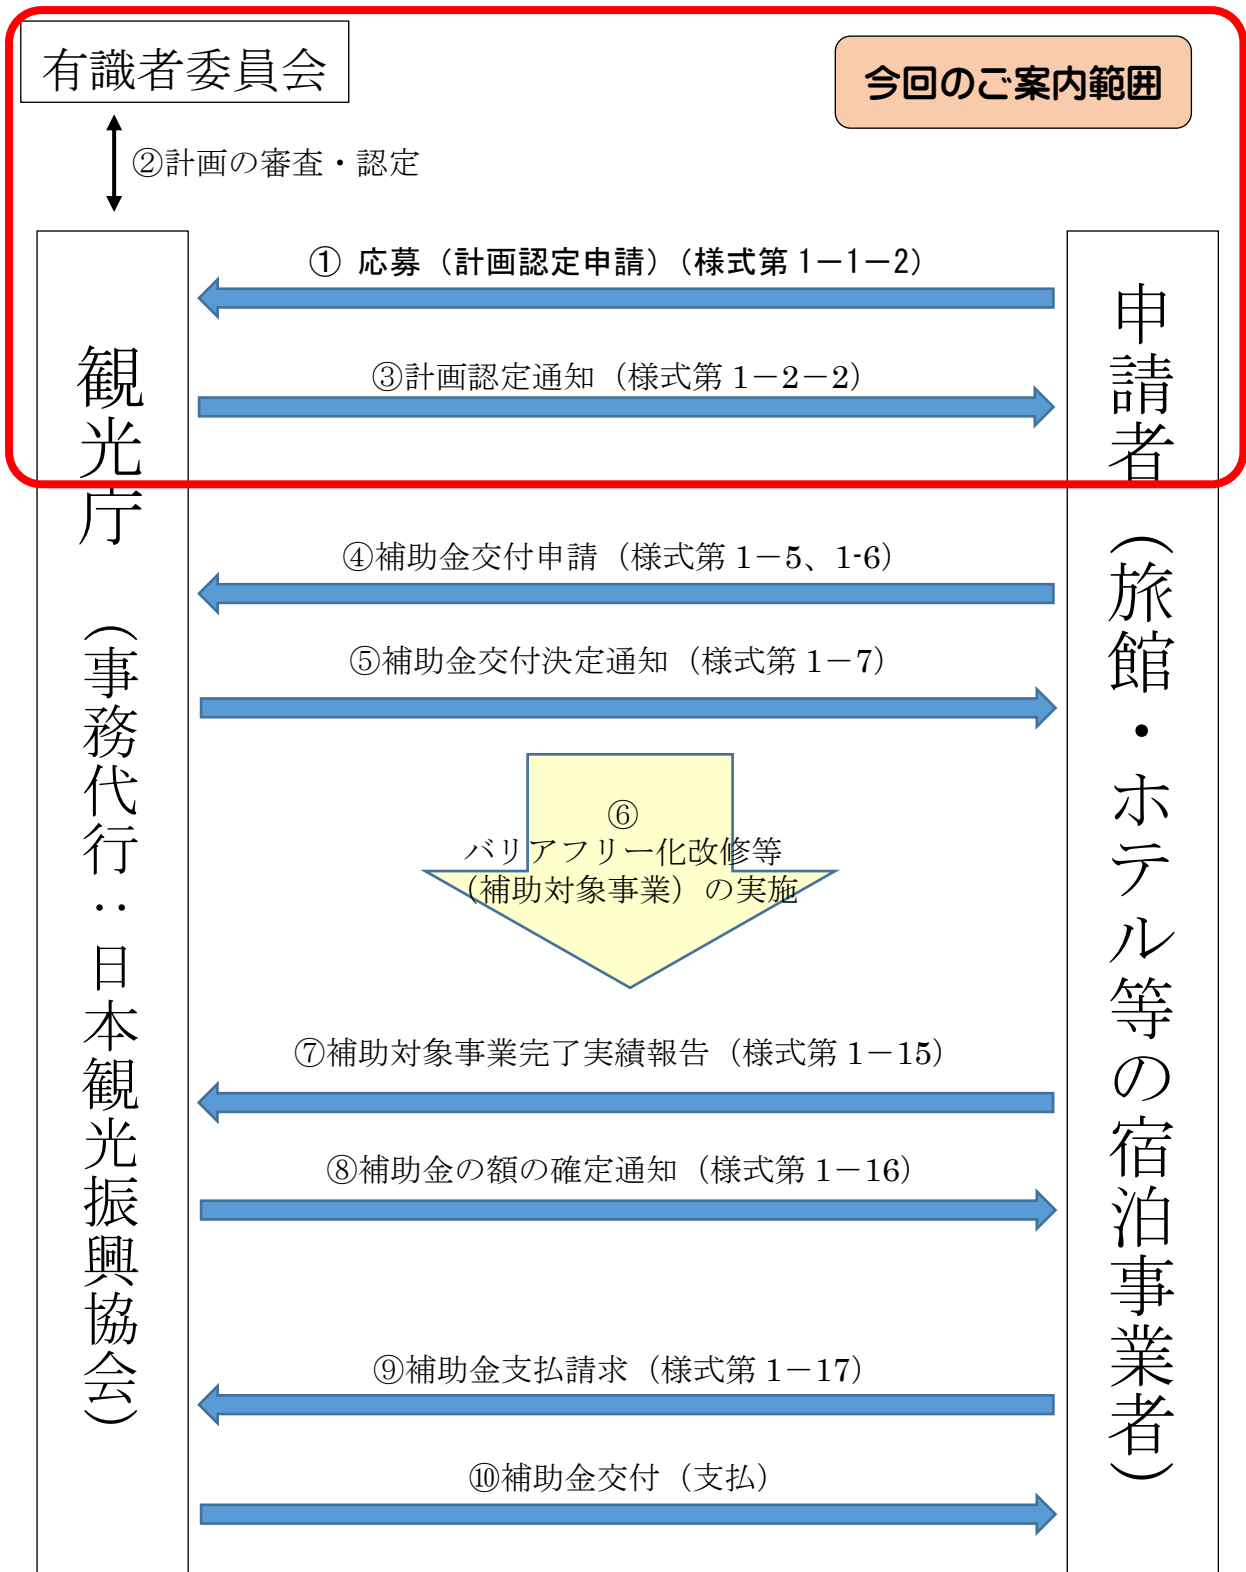 有識者委員会
今回のご案内範囲
②計画の審査・認定
① 応募（計画認定申請）（様式第1－1－2）
③計画認定通知（様式第1－2－2）
④補助金交付申請（様式第1－5、1-6）
⑤補助金交付決定通知（様式第1－7）
⑥
バリアフリー化改修等
（補助対象事業）の実施
⑦補助対象事業完了実績報告（様式第1－15）
⑧補助金の額の確定通知（様式第1－16）
⑨補助金支払請求（様式第1－17）
⑩補助金交付（支払）
観光庁（事務代行：日本観光振興協会）
申請者（旅館・ホテル等の宿泊事業者）